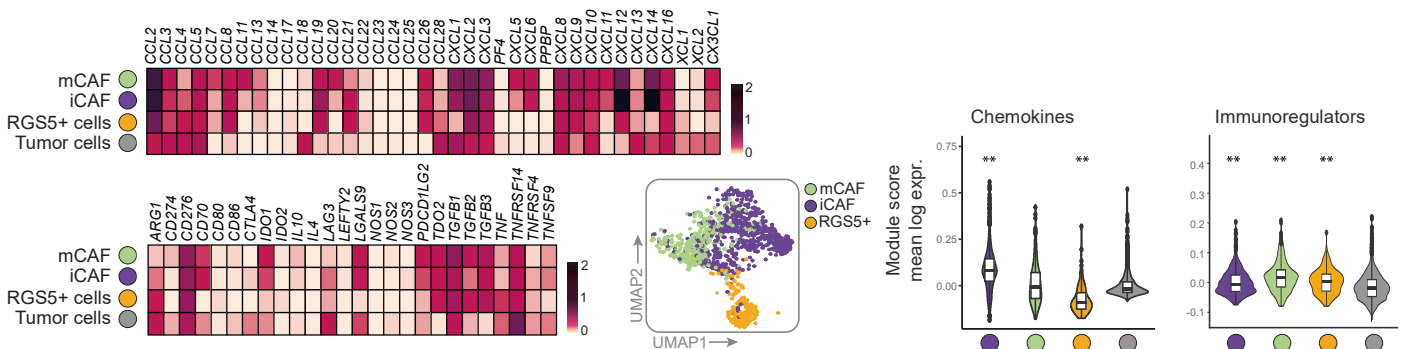 CCL2 CCL3 CCL4 CCL5 CCL7 CCL8 CCL11 CCL13 CCL14 CCL17 CCL18 CCL19 CCL20 CCL21 CCL22 CCL23 CCL24 CCL25 CCL26 CCL28 CXCL1 CXCL2 CXCL3 PF4 CXCL5 CXCL6 PPBP CXCL8 CXCL9 CXCL10 CXCL11 CXCL12 CXCL13 CXCL14 CXCL16 XCL1 XCL2 CX3CL1
mCAF
iCAF
RGS5+ cells
Tumor cells
2
1
0
ARG1 CD274 CD276 CD70 CD80 CD86 CTLA4 IDO1 IDO2 IL10 IL4 LAG3 LEFTY2 LGALS9 NOS1 NOS2 NOS3 PDCD1LG2 TDO2 TGFB1 TGFB2 TGFB3 TNF TNFRSF14 TNFRSF4 TNFSF9
mCAF
iCAF
RGS5+ cells
Tumor cells
2
1
0
mCAF
iCAF
RGS5+
UMAP2
UMAP1
Chemokines
Module score
mean log expr.
0.75
0.5
0.25
0.00
** **
Immunoregulators
0.4
0.3
0.2
0.1
0.0
-0.1
** ** **